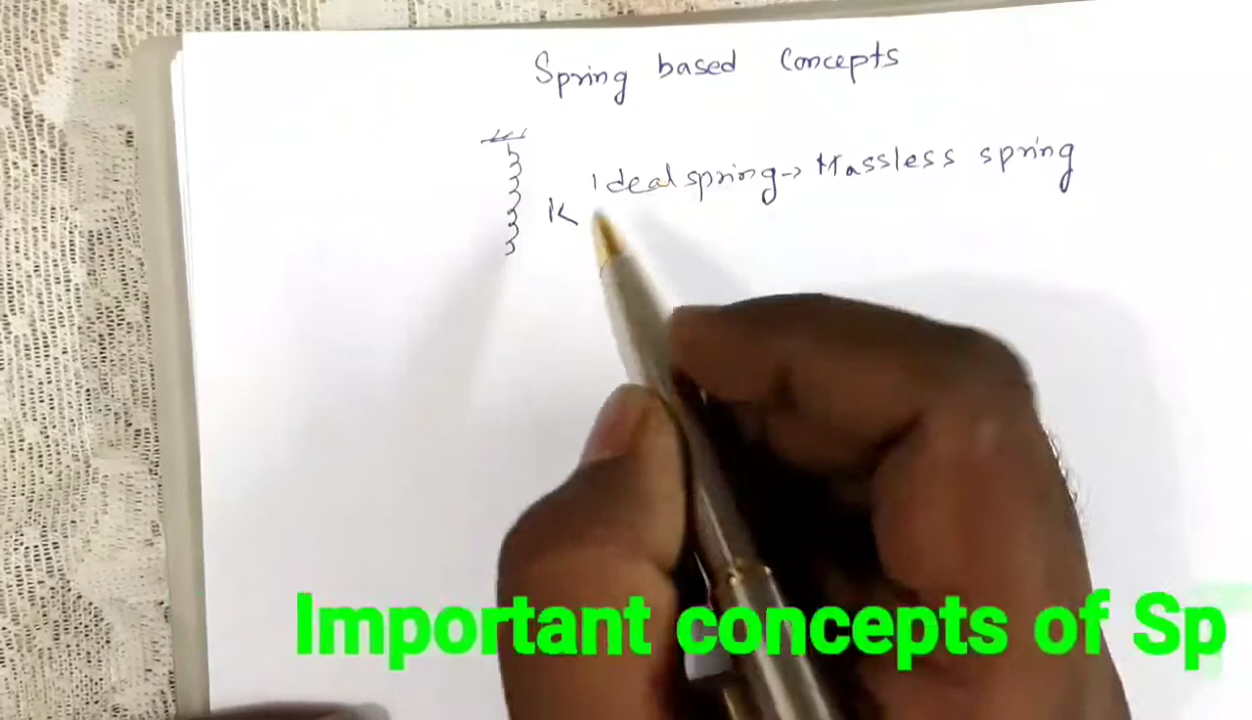 Spring based Concepts
Ideal spring -> Massless spring
K
Important concepts of Sp